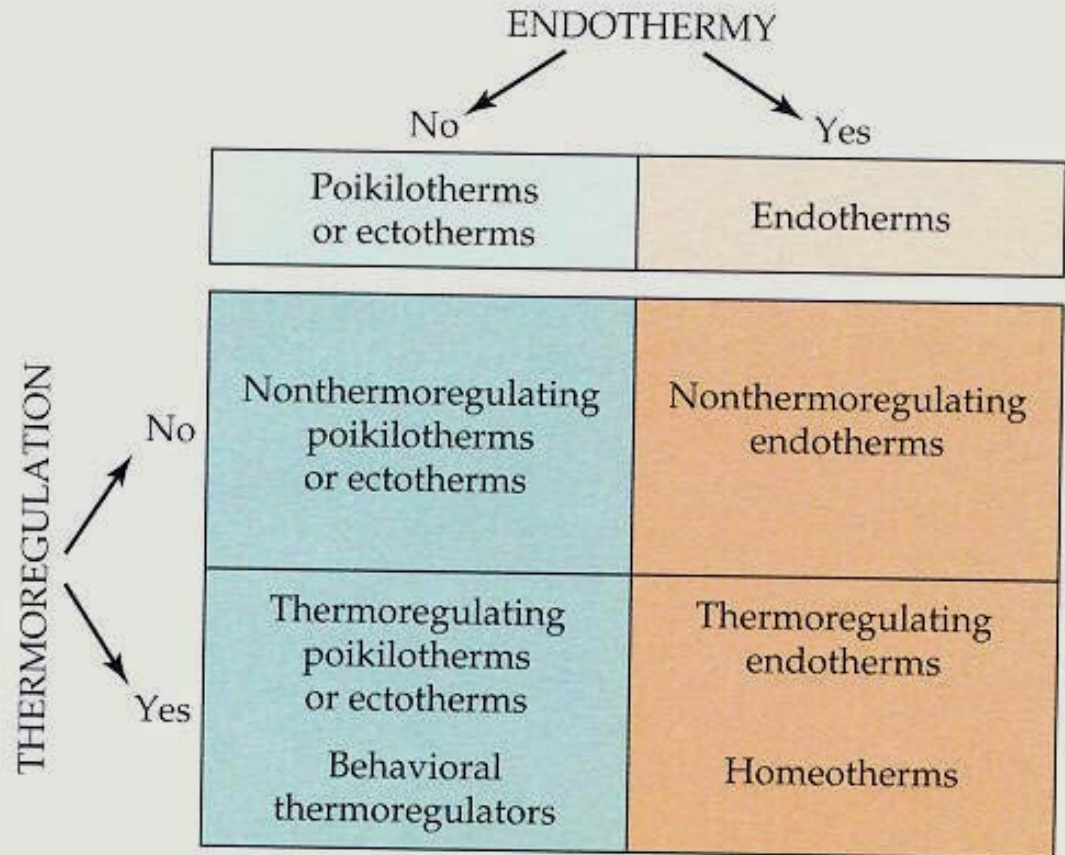 ENDOTHERMY
No
Yes
Poikilotherms
or ectotherms
Endotherms
THERMOREGULATION
No
Nonthermoregulating
poikilotherms
or ectotherms
Nonthermoregulating
endotherms
Yes
Thermoregulating
poikilotherms
or ectotherms
Behavioral
thermoregulators
Thermoregulating
endotherms
Homeotherms